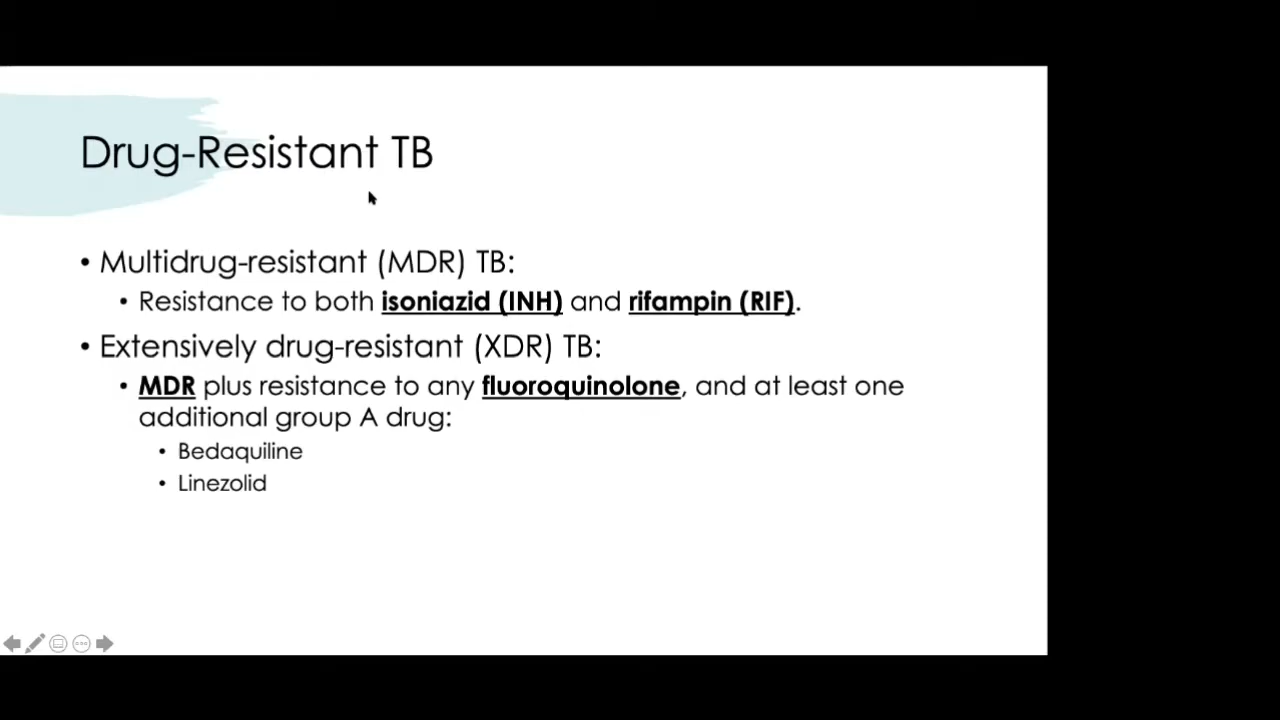 Drug-Resistant TB
• Multidrug-resistant (MDR) TB:
• Resistance to both isoniazid (INH) and rifampin (RIF).
• Extensively drug-resistant (XDR) TB:
• MDR plus resistance to any fluoroquinolone, and at least one
additional group A drug:
• Bedaquiline
• Linezolid